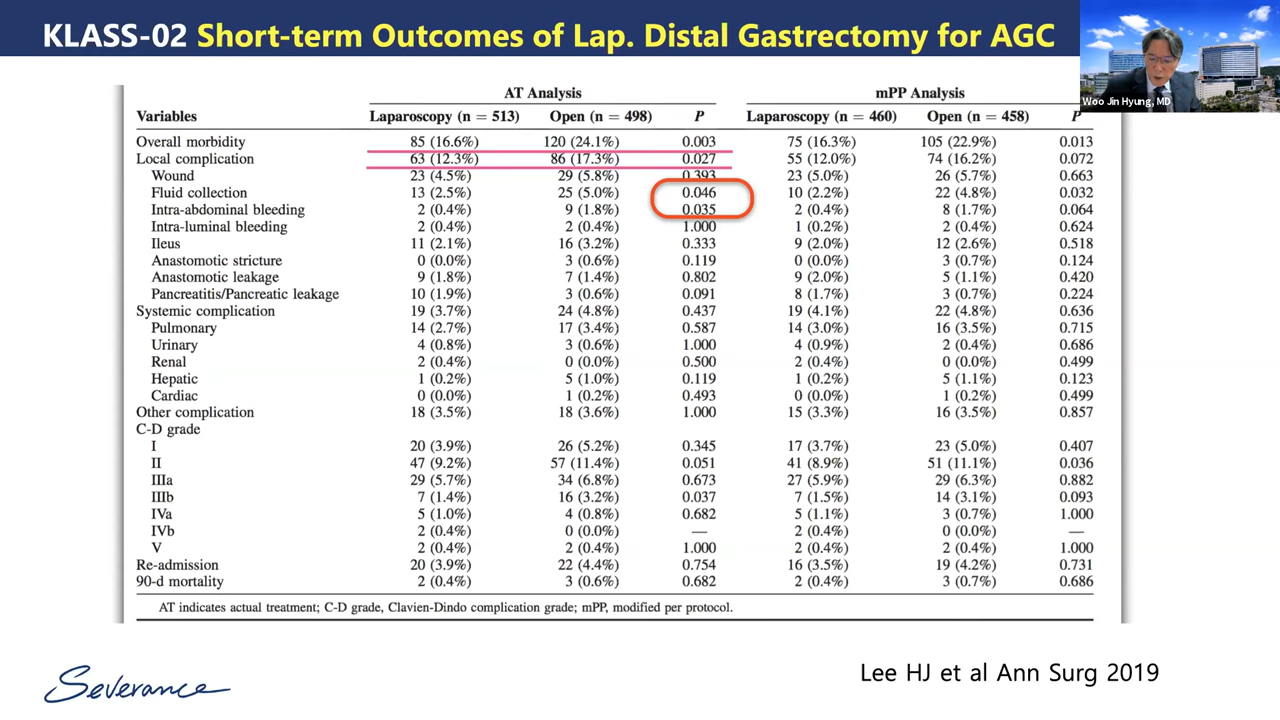 KLASS-02 Short-term Outcomes of Lap. Distal Gastrectomy for AGC
Woo Jin Hyung, MD
AT Analysis mPP Analysis
Variables Laparoscopy (n = 513) Open (n = 498) P Laparoscopy (n = 460) Open (n = 458) P
Overall morbidity 85 (16.6%) 120 (24.1%) 0.003 75 (16.3%) 105 (22.9%) 0.013
Local complication 63 (12.3%) 86 (17.3%) 0.027 55 (12.0%) 74 (16.2%) 0.072
Wound 23 (4.5%) 29 (5.8%) 0.393 23 (5.0%) 26 (5.7%) 0.663
Fluid collection 13 (2.5%) 25 (5.0%) 0.046 10 (2.2%) 22 (4.8%) 0.032
Intra-abdominal bleeding 2 (0.4%) 9 (1.8%) 0.035 2 (0.4%) 8 (1.7%) 0.064
Intra-luminal bleeding 2 (0.4%) 2 (0.4%) 1.000 1 (0.2%) 2 (0.4%) 0.624
Ileus 11 (2.1%) 16 (3.2%) 0.333 9 (2.0%) 12 (2.6%) 0.518
Anastomotic stricture 0 (0.0%) 3 (0.6%) 0.119 0 (0.0%) 3 (0.7%) 0.124
Anastomotic leakage 9 (1.8%) 7 (1.4%) 0.802 9 (2.0%) 5 (1.1%) 0.420
Pancreatitis/Pancreatic leakage 10 (1.9%) 3 (0.6%) 0.091 8 (1.7%) 3 (0.7%) 0.224
Systemic complication 19 (3.7%) 24 (4.8%) 0.437 19 (4.1%) 22 (4.8%) 0.636
Pulmonary 14 (2.7%) 17 (3.4%) 0.587 14 (3.0%) 16 (3.5%) 0.715
Urinary 4 (0.8%) 3 (0.6%) 1.000 4 (0.9%) 2 (0.4%) 0.686
Renal 2 (0.4%) 0 (0.0%) 0.500 2 (0.4%) 0 (0.0%) 0.499
Hepatic 1 (0.2%) 5 (1.0%) 0.119 1 (0.2%) 5 (1.1%) 0.123
Cardiac 0 (0.0%) 1 (0.2%) 0.493 0 (0.0%) 1 (0.2%) 0.499
Other complication 18 (3.5%) 18 (3.6%) 1.000 15 (3.3%) 16 (3.5%) 0.857
C-D grade
I 20 (3.9%) 26 (5.2%) 0.345 17 (3.7%) 23 (5.0%) 0.407
II 47 (9.2%) 57 (11.4%) 0.051 41 (8.9%) 51 (11.1%) 0.036
IIIa 29 (5.7%) 34 (6.8%) 0.673 27 (5.9%) 29 (6.3%) 0.882
IIIb 7 (1.4%) 16 (3.2%) 0.037 7 (1.5%) 14 (3.1%) 0.093
IVa 5 (1.0%) 4 (0.8%) 0.682 5 (1.1%) 3 (0.7%) 1.000
IVb 2 (0.4%) 0 (0.0%) — 2 (0.4%) 0 (0.0%) —
V 2 (0.4%) 2 (0.4%) 1.000 2 (0.4%) 2 (0.4%) 1.000
Re-admission 20 (3.9%) 22 (4.4%) 0.754 16 (3.5%) 19 (4.2%) 0.731
90-d mortality 2 (0.4%) 3 (0.6%) 0.682 2 (0.4%) 3 (0.7%) 0.686
AT indicates actual treatment; C-D grade, Clavien-Dindo complication grade; mPP, modified per protocol.
Severance
Lee HJ et al Ann Surg 2019